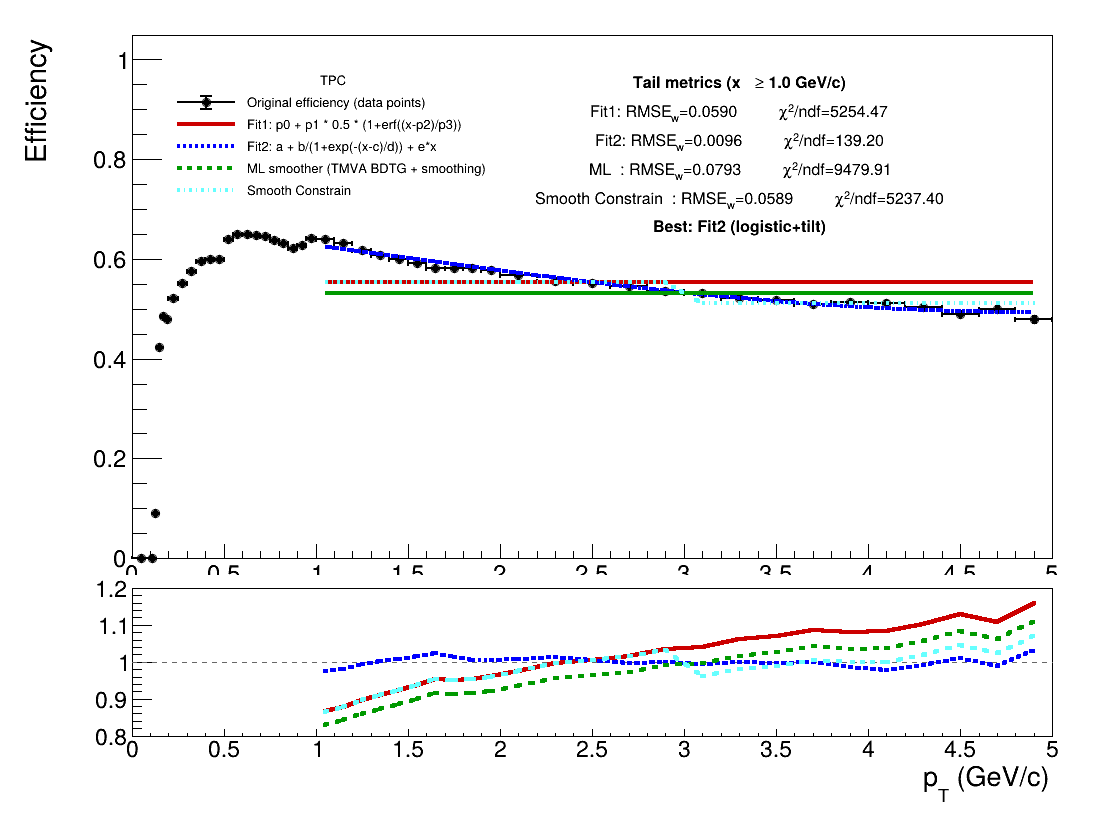 Efficiency
1
0.8
0.6
0.4
0.2
0
TPC
Original efficiency (data points)
Fit1: p0 + p1 * 0.5 * (1+erf((x-p2)/p3))
Fit2: a + b/(1+exp(-(x-c)/d)) + e*x
ML smoother (TMVA BDTG + smoothing)
Smooth Constrain
Tail metrics (x ≥ 1.0 GeV/c)
Fit1: RMSEw=0.0590 χ²/ndf=5254.47
Fit2: RMSEw=0.0096 χ²/ndf=139.20
ML : RMSEw=0.0793 χ²/ndf=9479.91
Smooth Constrain : RMSEw=0.0589 χ²/ndf=5237.40
Best: Fit2 (logistic+tilt)
0 0.5 1 1.5 2 2.5 3 3.5 4 4.5 5
1.2
1.1
1
0.9
0.8
0 0.5 1 1.5 2 2.5 3 3.5 4 4.5 5
pT (GeV/c)